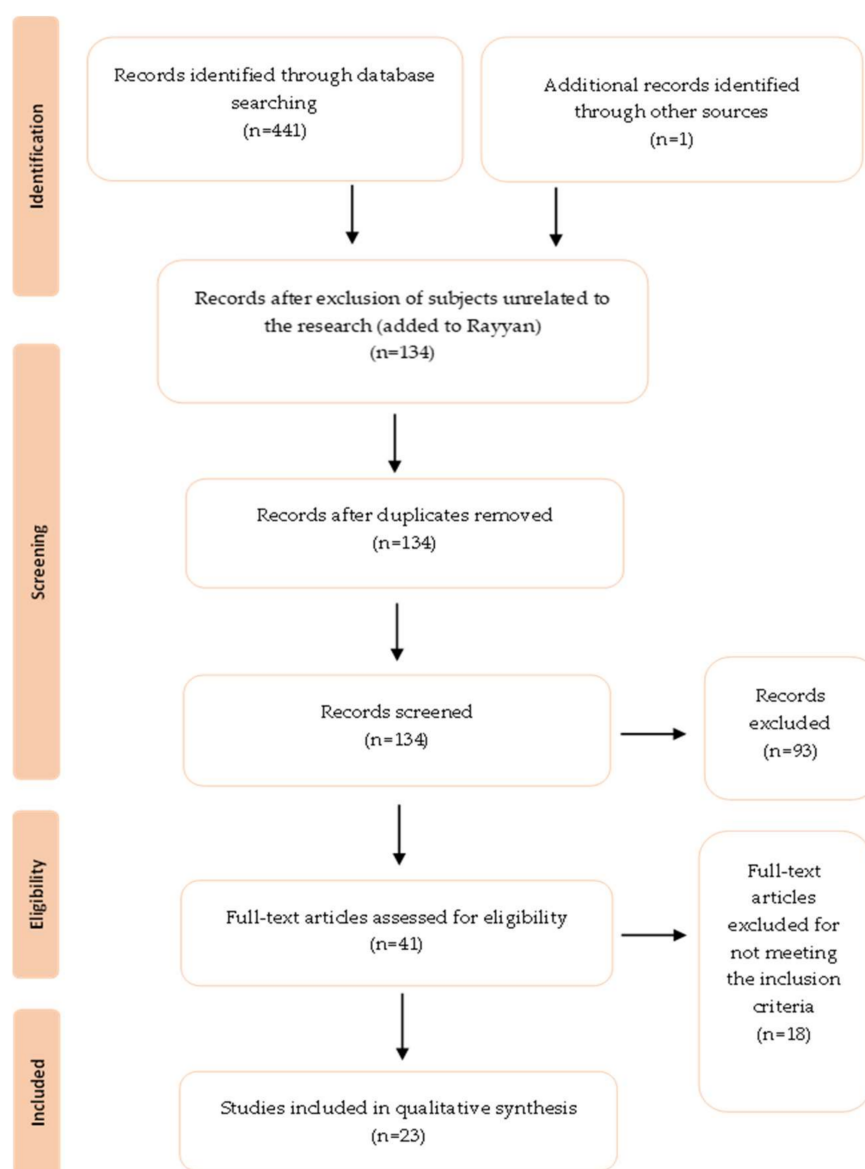 Identification
Records identified through database
searching
(n=441)
Additional records identified
through other sources
(n=1)
Records after exclusion of subjects unrelated to
the research (added to Rayyan)
(n=134)
Screening
Records after duplicates removed
(n=134)
Records screened
(n=134)
Records
excluded
(n=93)
Eligibility
Full-text articles assessed for eligibility
(n=41)
Full-text
articles
excluded for
not meeting
the inclusion
criteria
(n=18)
Included
Studies included in qualitative synthesis
(n=23)